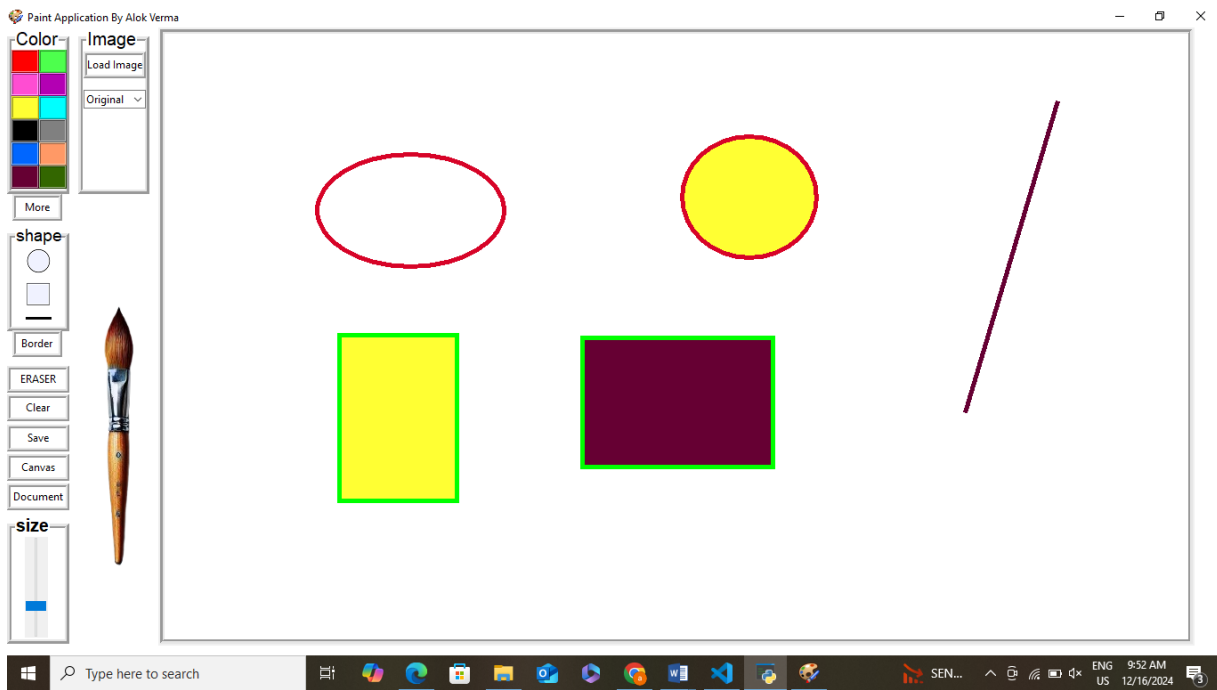 Paint Application By Alok Verma
Color
Image
Load Image
Original
More
shape
Border
ERASER
Clear
Save
Canvas
Document
size
Type here to search
SEN...
ENG
US
9:52 AM
12/16/2024
3